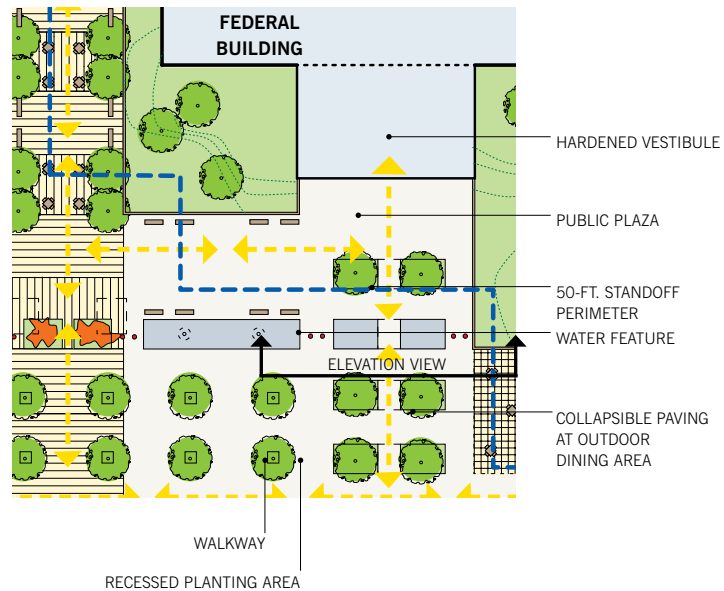 FEDERAL
BUILDING
HARDENED VESTIBULE
PUBLIC PLAZA
50-FT. STANDOFF
PERIMETER
WATER FEATURE
ELEVATION VIEW
COLLAPSIBLE PAVING
AT OUTDOOR
DINING AREA
WALKWAY
RECESSED PLANTING AREA